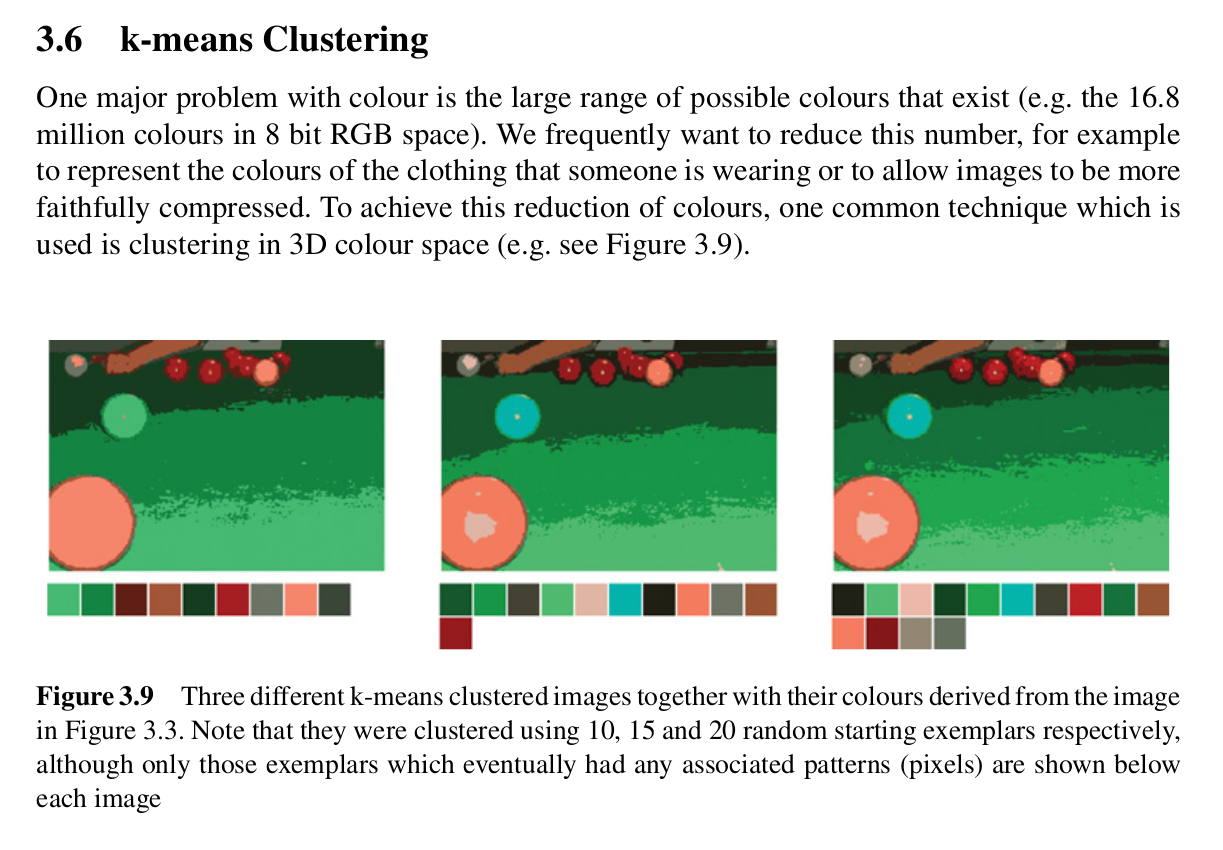 3.6 k-means Clustering
One major problem with colour is the large range of possible colours that exist (e.g. the 16.8
million colours in 8 bit RGB space). We frequently want to reduce this number, for example
to represent the colours of the clothing that someone is wearing or to allow images to be more
faithfully compressed. To achieve this reduction of colours, one common technique which is
used is clustering in 3D colour space (e.g. see Figure 3.9).
Figure 3.9 Three different k-means clustered images together with their colours derived from the image
in Figure 3.3. Note that they were clustered using 10, 15 and 20 random starting exemplars respectively,
although only those exemplars which eventually had any associated patterns (pixels) are shown below
each image